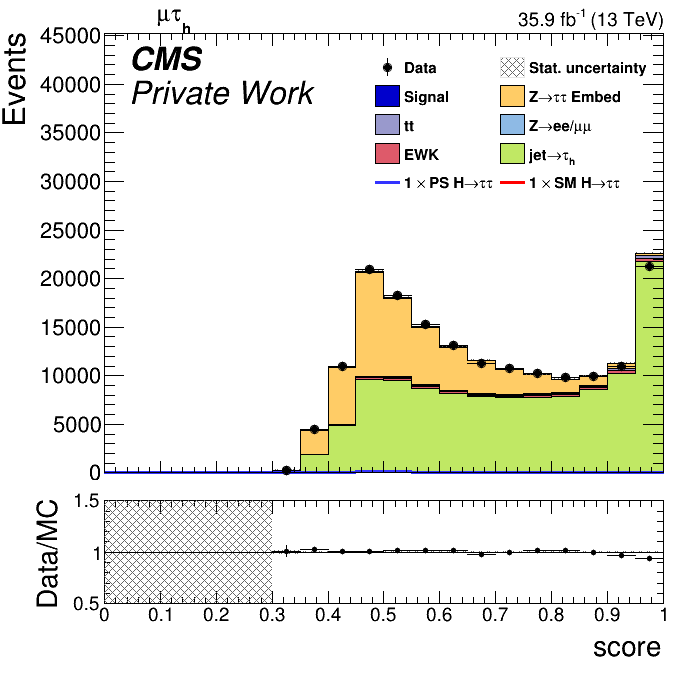 μτh 35.9 fb⁻¹ (13 TeV)
Events
45000
40000
35000
30000
25000
20000
15000
10000
5000
0
CMS
Private Work
Data Stat. uncertainty
Signal Z→ττ Embed
tt Z→ee/μμ
EWK jet→τh
1 × PS H→ττ 1 × SM H→ττ
Data/MC
1.5
1
0.5
0 0.1 0.2 0.3 0.4 0.5 0.6 0.7 0.8 0.9 1
score